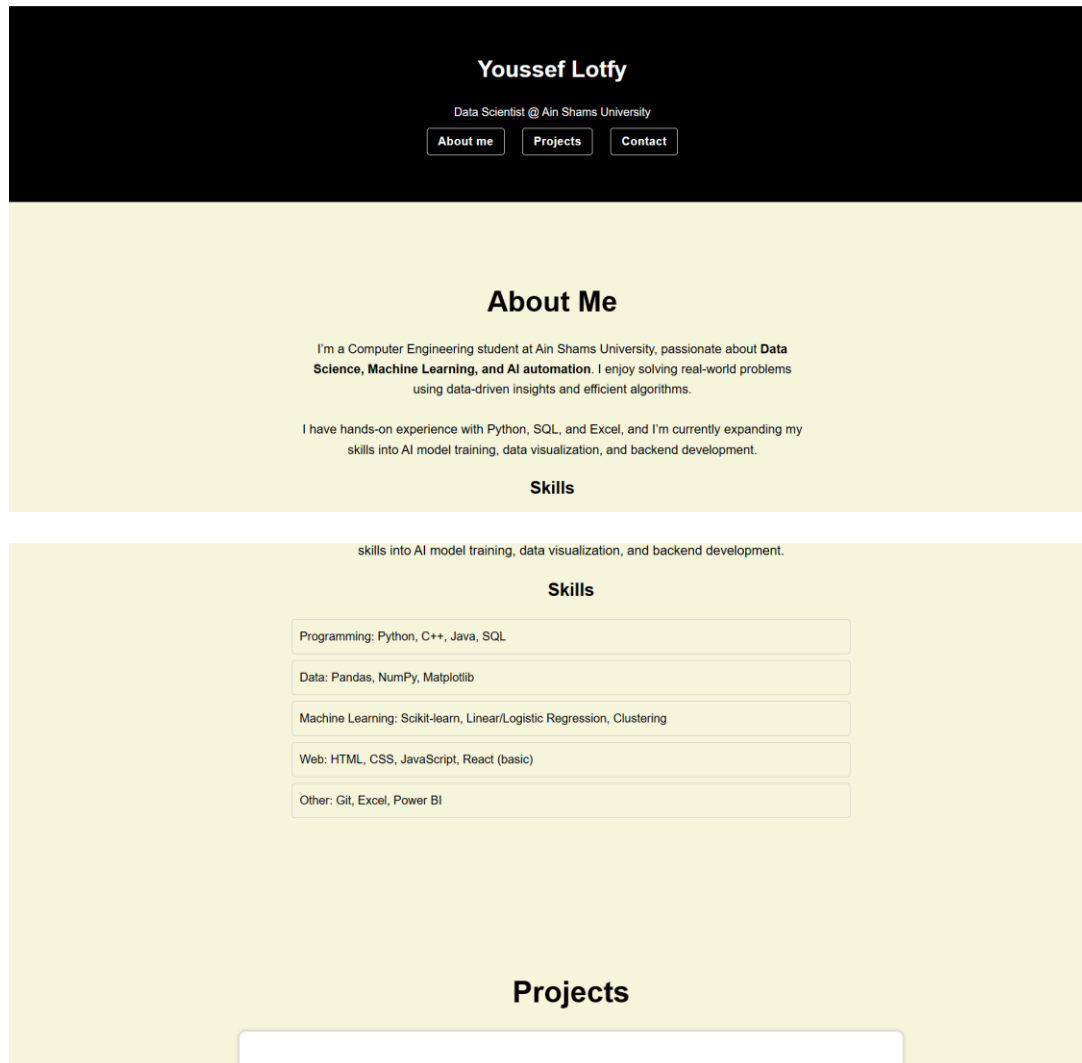 Youssef Lotfy
Data Scientist @ Ain Shams University
About me Projects Contact
About Me
I'm a Computer Engineering student at Ain Shams University, passionate about Data
Science, Machine Learning, and AI automation. I enjoy solving real-world problems
using data-driven insights and efficient algorithms.
I have hands-on experience with Python, SQL, and Excel, and I'm currently expanding my
skills into AI model training, data visualization, and backend development.
Skills
skills into AI model training, data visualization, and backend development.
Skills
Programming: Python, C++, Java, SQL
Data: Pandas, NumPy, Matplotlib
Machine Learning: Scikit-learn, Linear/Logistic Regression, Clustering
Web: HTML, CSS, JavaScript, React (basic)
Other: Git, Excel, Power BI
Projects